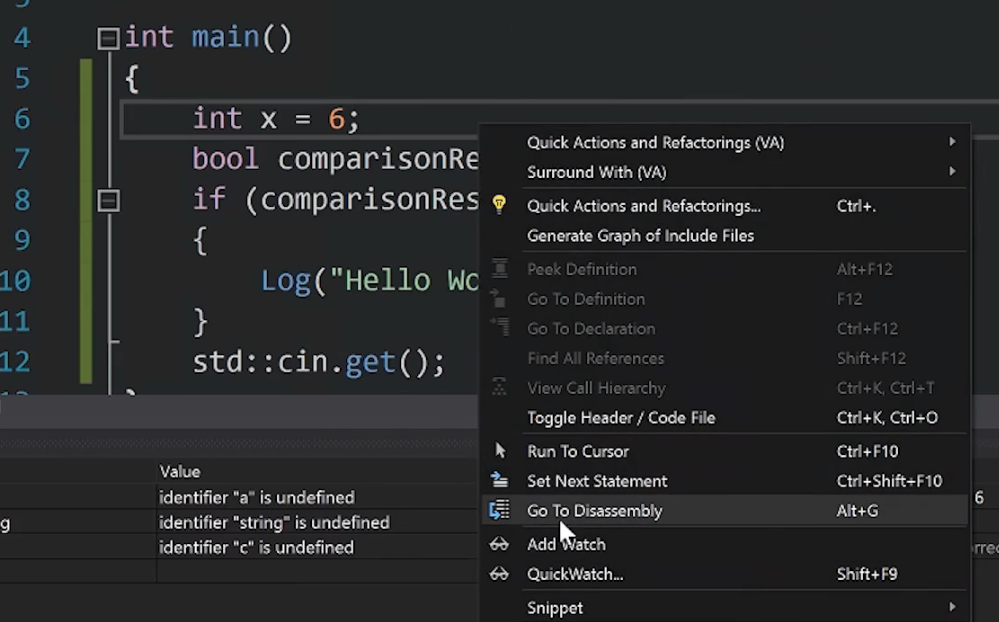 4 int main()
5 {
6 int x = 6;
7 bool comparisonRe
8 if (comparisonRes
9 {
10 Log("Hello Wo
11 }
12 std::cin.get();
Quick Actions and Refactorings (VA)
Surround With (VA)
Quick Actions and Refactorings... Ctrl+.
Generate Graph of Include Files
Peek Definition Alt+F12
Go To Definition F12
Go To Declaration Ctrl+F12
Find All References Shift+F12
View Call Hierarchy Ctrl+K, Ctrl+T
Toggle Header / Code File Ctrl+K, Ctrl+O
Run To Cursor Ctrl+F10
Set Next Statement Ctrl+Shift+F10
Go To Disassembly Alt+G
Add Watch
QuickWatch... Shift+F9
Snippet
Value
identifier "a" is undefined
g identifier "string" is undefined
identifier "c" is undefined
6